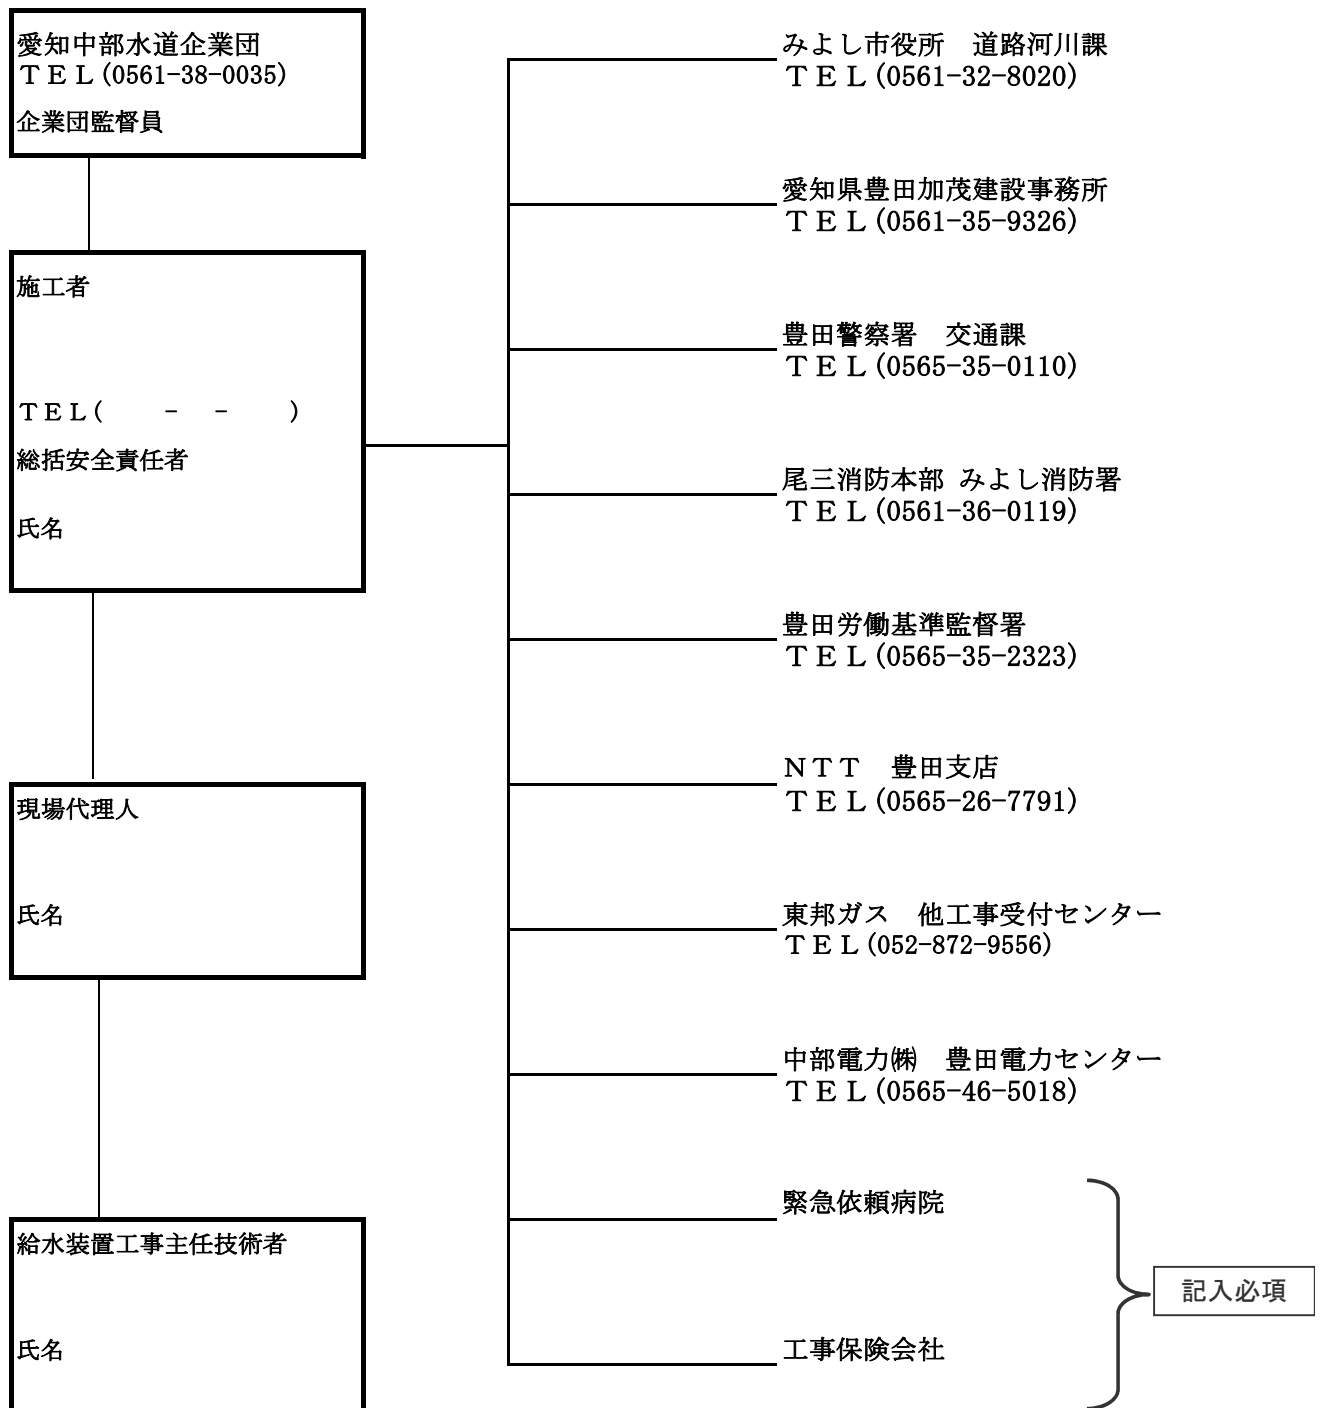 愛知中部水道企業団
ＴＥＬ(0561-38-0035)
企業団監督員
施工者
ＴＥＬ(　　-　-　　)
総括安全責任者
氏名
現場代理人
氏名
給水装置工事主任技術者
氏名
みよし市役所　道路河川課
ＴＥＬ(0561-32-8020)
愛知県豊田加茂建設事務所
ＴＥＬ(0561-35-9326)
豊田警察署　交通課
ＴＥＬ(0565-35-0110)
尾三消防本部 みよし消防署
ＴＥＬ(0561-36-0119)
豊田労働基準監督署
ＴＥＬ(0565-35-2323)
ＮＴＴ　豊田支店
ＴＥＬ(0565-26-7791)
東邦ガス　他工事受付センター
ＴＥＬ(052-872-9556)
中部電力㈱　豊田電力センター
ＴＥＬ(0565-46-5018)
緊急依頼病院
工事保険会社
記入必項